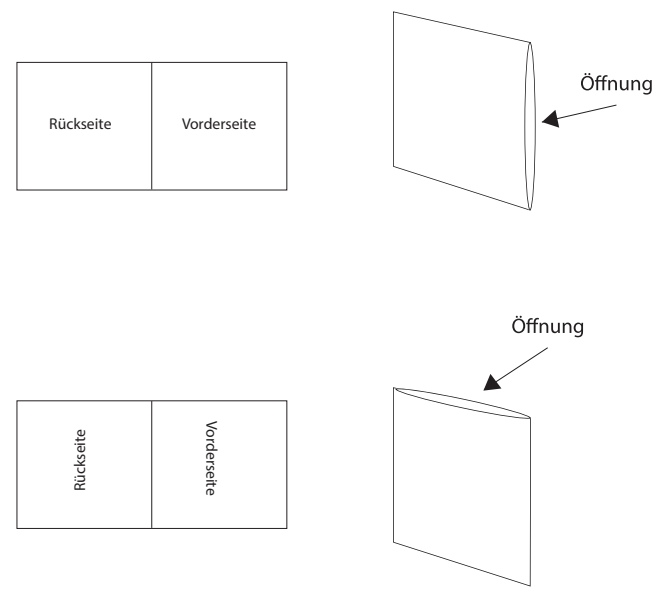 Öffnung
Rückseite
Vorderseite
Öffnung
Rückseite
Vorderseite